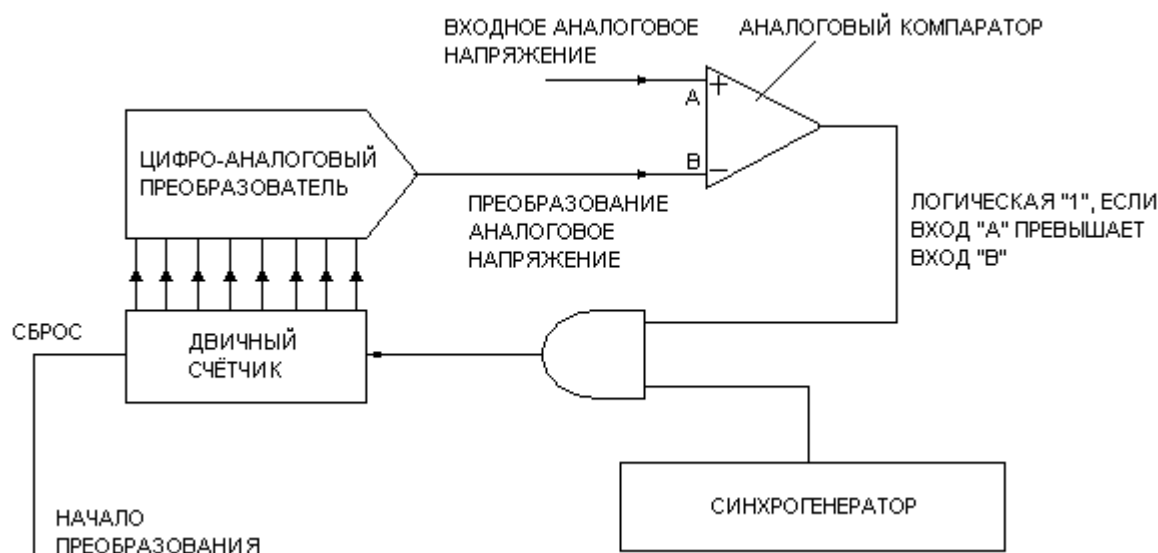 ВХОДНОЕ АНАЛОГОВОЕ
НАПРЯЖЕНИЕ
АНАЛОГОВЫЙ КОМПАРАТОР
+
A
B
−
ЦИФРО-АНАЛОГОВЫЙ
ПРЕОБРАЗОВАТЕЛЬ
ПРЕОБРАЗОВАНИЕ
АНАЛОГОВОЕ
НАПРЯЖЕНИЕ
ЛОГИЧЕСКАЯ "1", ЕСЛИ
ВХОД "A" ПРЕВЫШАЕТ
ВХОД "B"
СБРОС
ДВИЧНЫЙ
СЧЁТЧИК
СИНХРОГЕНЕРАТОР
НАЧАЛО
ПРЕОБРАЗОВАНИЯ